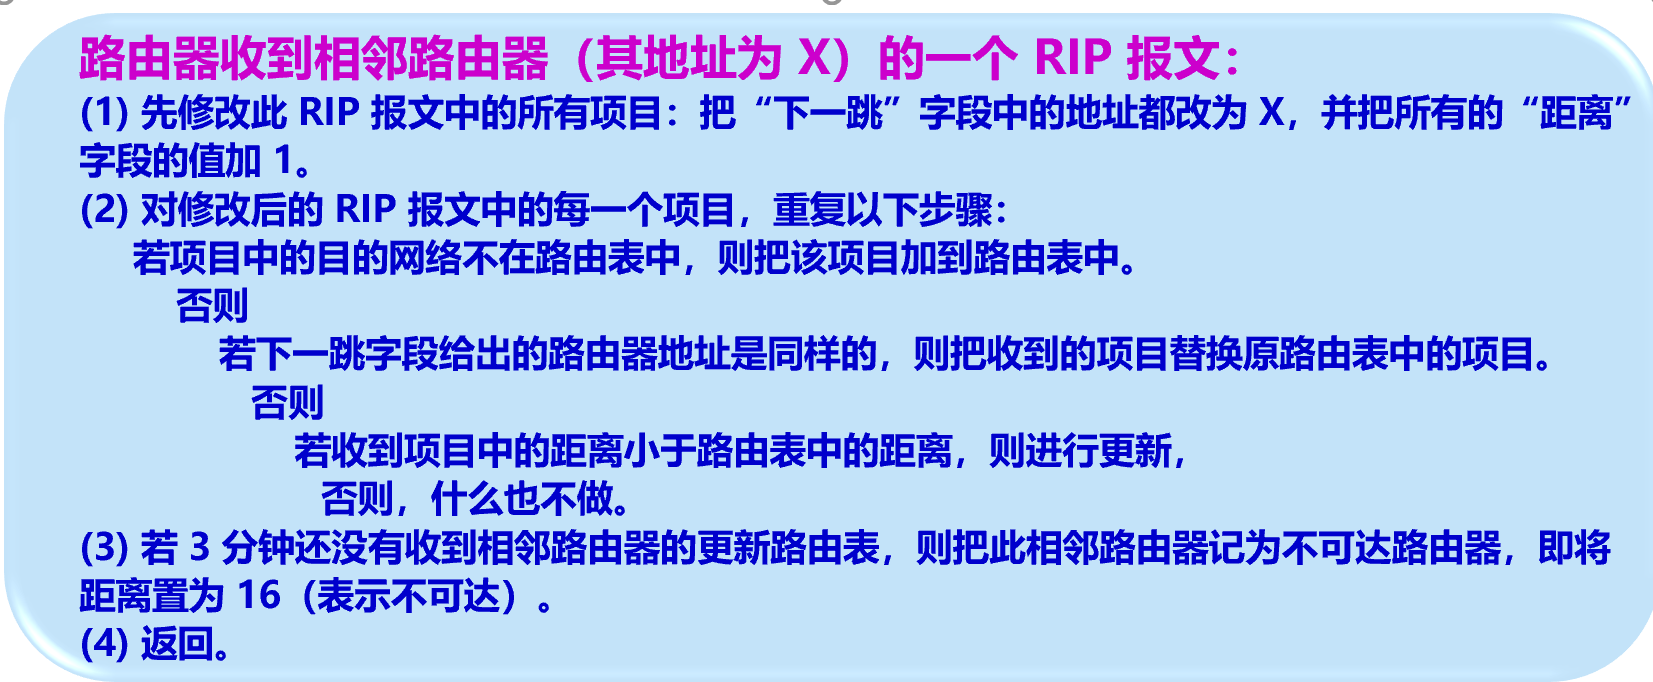 路由器收到相邻路由器（其地址为 X）的一个 RIP 报文：
(1) 先修改此 RIP 报文中的所有项目：把“下一跳”字段中的地址都改为 X，并把所有的“距离”
字段的值加 1。
(2) 对修改后的 RIP 报文中的每一个项目，重复以下步骤：
若项目中的目的网络不在路由表中，则把该项目加到路由表中。
否则
若下一跳字段给出的路由器地址是同样的，则把收到的项目替换原路由表中的项目。
否则
若收到项目中的距离小于路由表中的距离，则进行更新，
否则，什么也不做。
(3) 若 3 分钟还没有收到相邻路由器的更新路由表，则把此相邻路由器记为不可达路由器，即将
距离置为 16（表示不可达）。
(4) 返回。